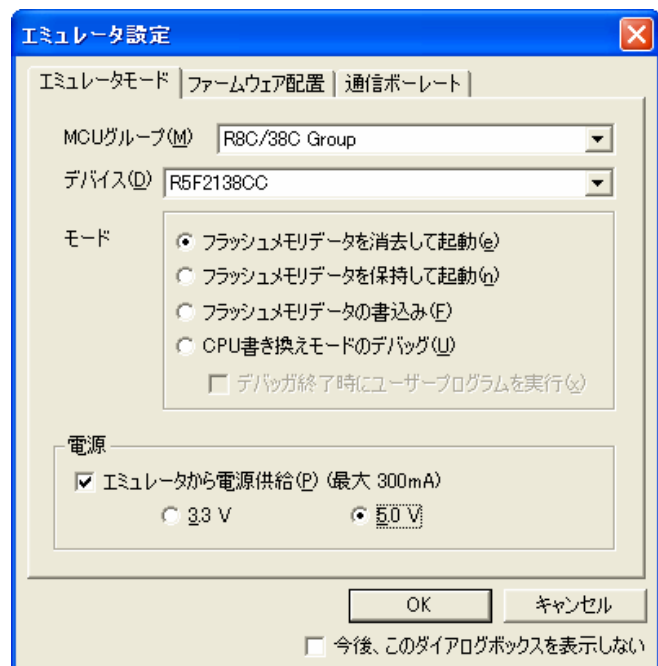 エミュレータ設定
エミュレータモード ファームウェア配置 通信ボーレート
MCUグループ(M) R8C/38C Group
デバイス(D) R5F2138CC
モード
フラッシュメモリデータを消去して起動(e)
フラッシュメモリデータを保持して起動(n)
フラッシュメモリデータの書込み(F)
CPU書き換えモードのデバッグ(U)
デバッガ終了時にユーザープログラムを実行(x)
電源
エミュレータから電源供給(P) (最大 300mA)
3.3 V 5.0 V
OK キャンセル
今後、このダイアログボックスを表示しない